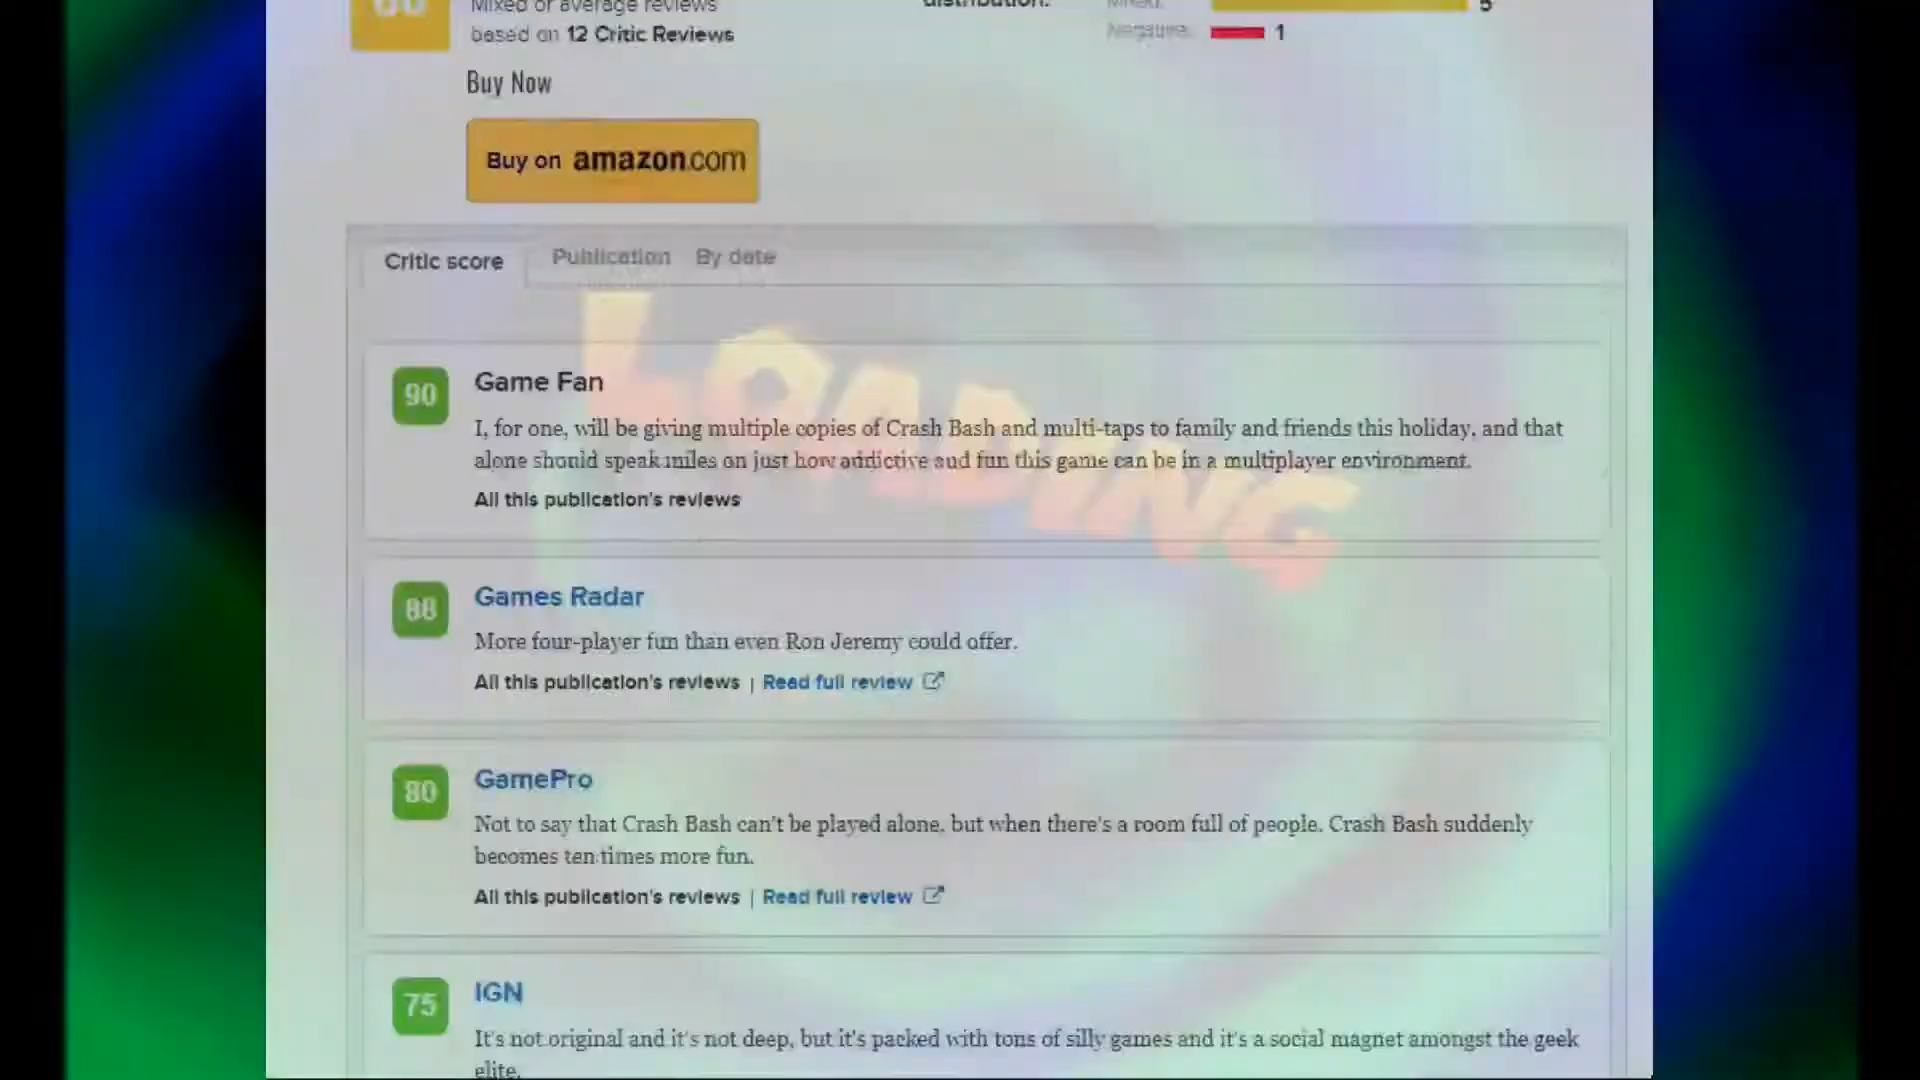 Mixed or average reviews
distribution:
Mixed:
5
based on 12 Critic Reviews
Negative:
1
Buy Now
Buy on amazon.com
Critic score
Publication
By date
LOADING
90
Game Fan
I, for one, will be giving multiple copies of Crash Bash and multi-taps to family and friends this holiday, and that
alone should speak miles on just how addictive and fun this game can be in a multiplayer environment.
All this publication's reviews
88
Games Radar
More four-player fun than even Ron Jeremy could offer.
All this publication's reviews | Read full review
80
GamePro
Not to say that Crash Bash can't be played alone, but when there's a room full of people, Crash Bash suddenly
becomes ten times more fun.
All this publication's reviews | Read full review
75
IGN
It's not original and it's not deep, but it's packed with tons of silly games and it's a social magnet amongst the geek
elite.